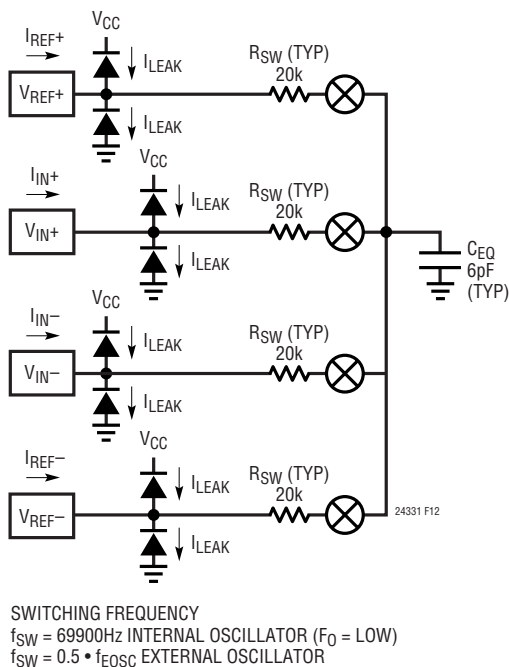 VCC
IREF+
ILEAK
RSW (TYP)
20k
VREF+
ILEAK
VCC
IIN+
ILEAK
RSW (TYP)
20k
VIN+
ILEAK
CEQ
6pF
(TYP)
VCC
IIN–
ILEAK
RSW (TYP)
20k
VIN–
ILEAK
VCC
IREF–
ILEAK
RSW (TYP)
20k
VREF–
ILEAK
24331 F12
SWITCHING FREQUENCY
fSW = 69900Hz INTERNAL OSCILLATOR (FO = LOW)
fSW = 0.5 • fEOSC EXTERNAL OSCILLATOR